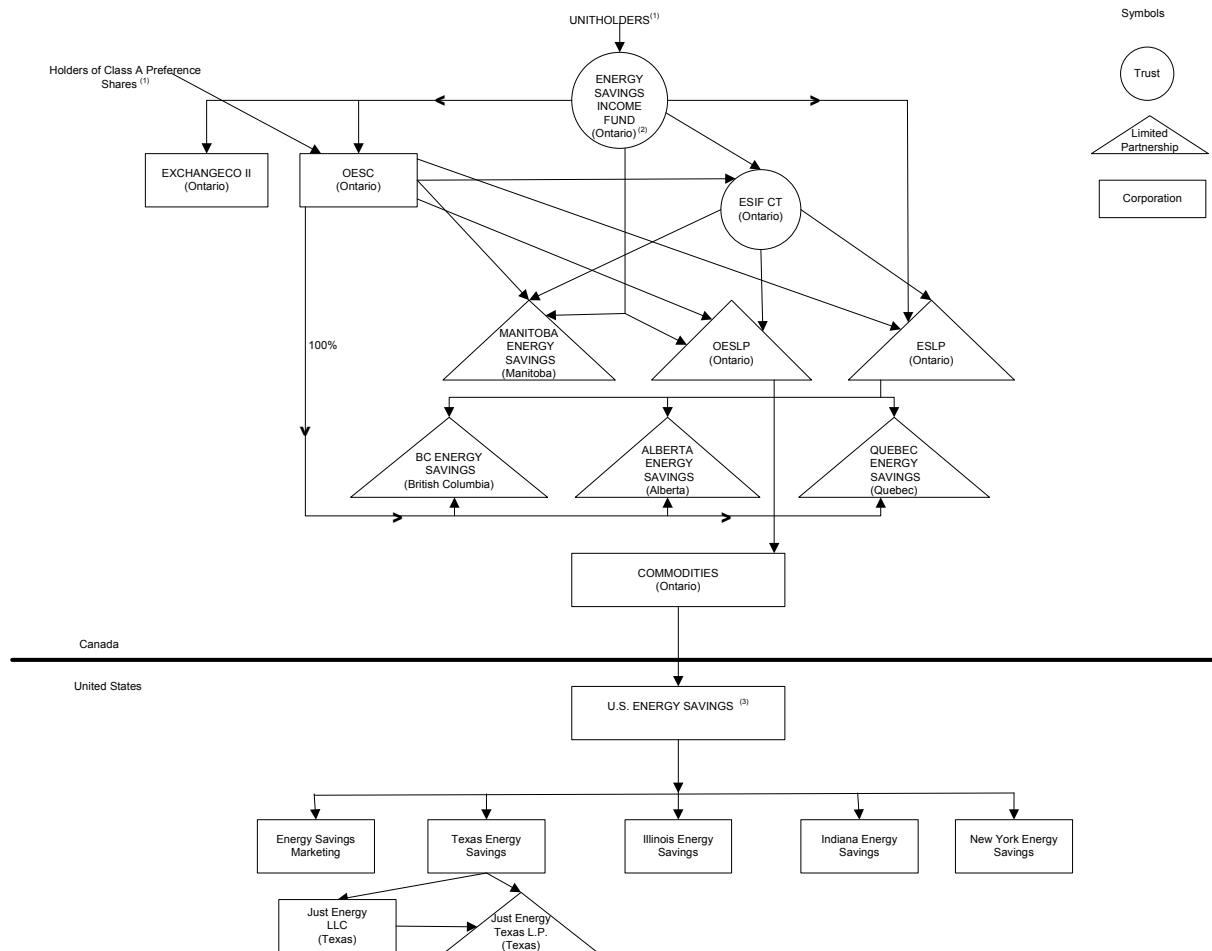 UNITHOLDERS(1)
Symbols
Holders of Class A Preference
Shares (1)
ENERGY
SAVINGS
INCOME
FUND
(Ontario) (2)
Trust
Limited
Partnership
EXCHANGECO II
(Ontario)
OESC
(Ontario)
ESIF CT
(Ontario)
Corporation
100%
MANITOBA
ENERGY
SAVINGS
(Manitoba)
OESLP
(Ontario)
ESLP
(Ontario)
BC ENERGY
SAVINGS
(British Columbia)
ALBERTA
ENERGY
SAVINGS
(Alberta)
QUEBEC
ENERGY
SAVINGS
(Quebec)
COMMODITIES
(Ontario)
Canada
United States
U.S. ENERGY SAVINGS (3)
Energy Savings
Marketing
Texas Energy
Savings
Illinois Energy
Savings
Indiana Energy
Savings
New York Energy
Savings
Just Energy
LLC
(Texas)
Just Energy
Texas L.P.
(Texas)